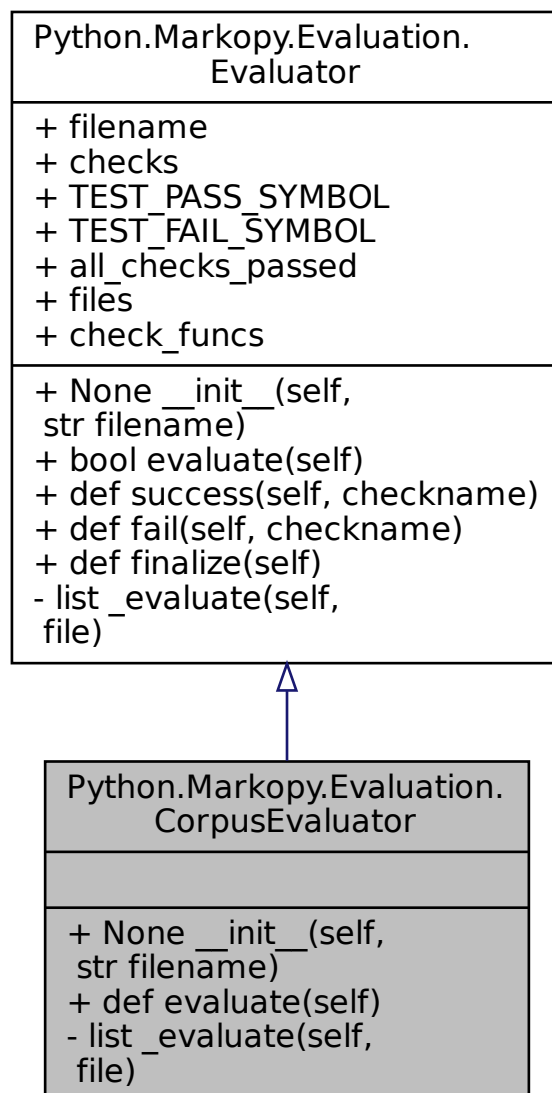 Python.Markopy.Evaluation.
Evaluator
+ filename
+ checks
+ TEST_PASS_SYMBOL
+ TEST_FAIL_SYMBOL
+ all_checks_passed
+ files
+ check_funcs
+ None __init__(self,
str filename)
+ bool evaluate(self)
+ def success(self, checkname)
+ def fail(self, checkname)
+ def finalize(self)
- list _evaluate(self,
file)
Python.Markopy.Evaluation.
CorpusEvaluator
+ None __init__(self,
str filename)
+ def evaluate(self)
- list _evaluate(self,
file)